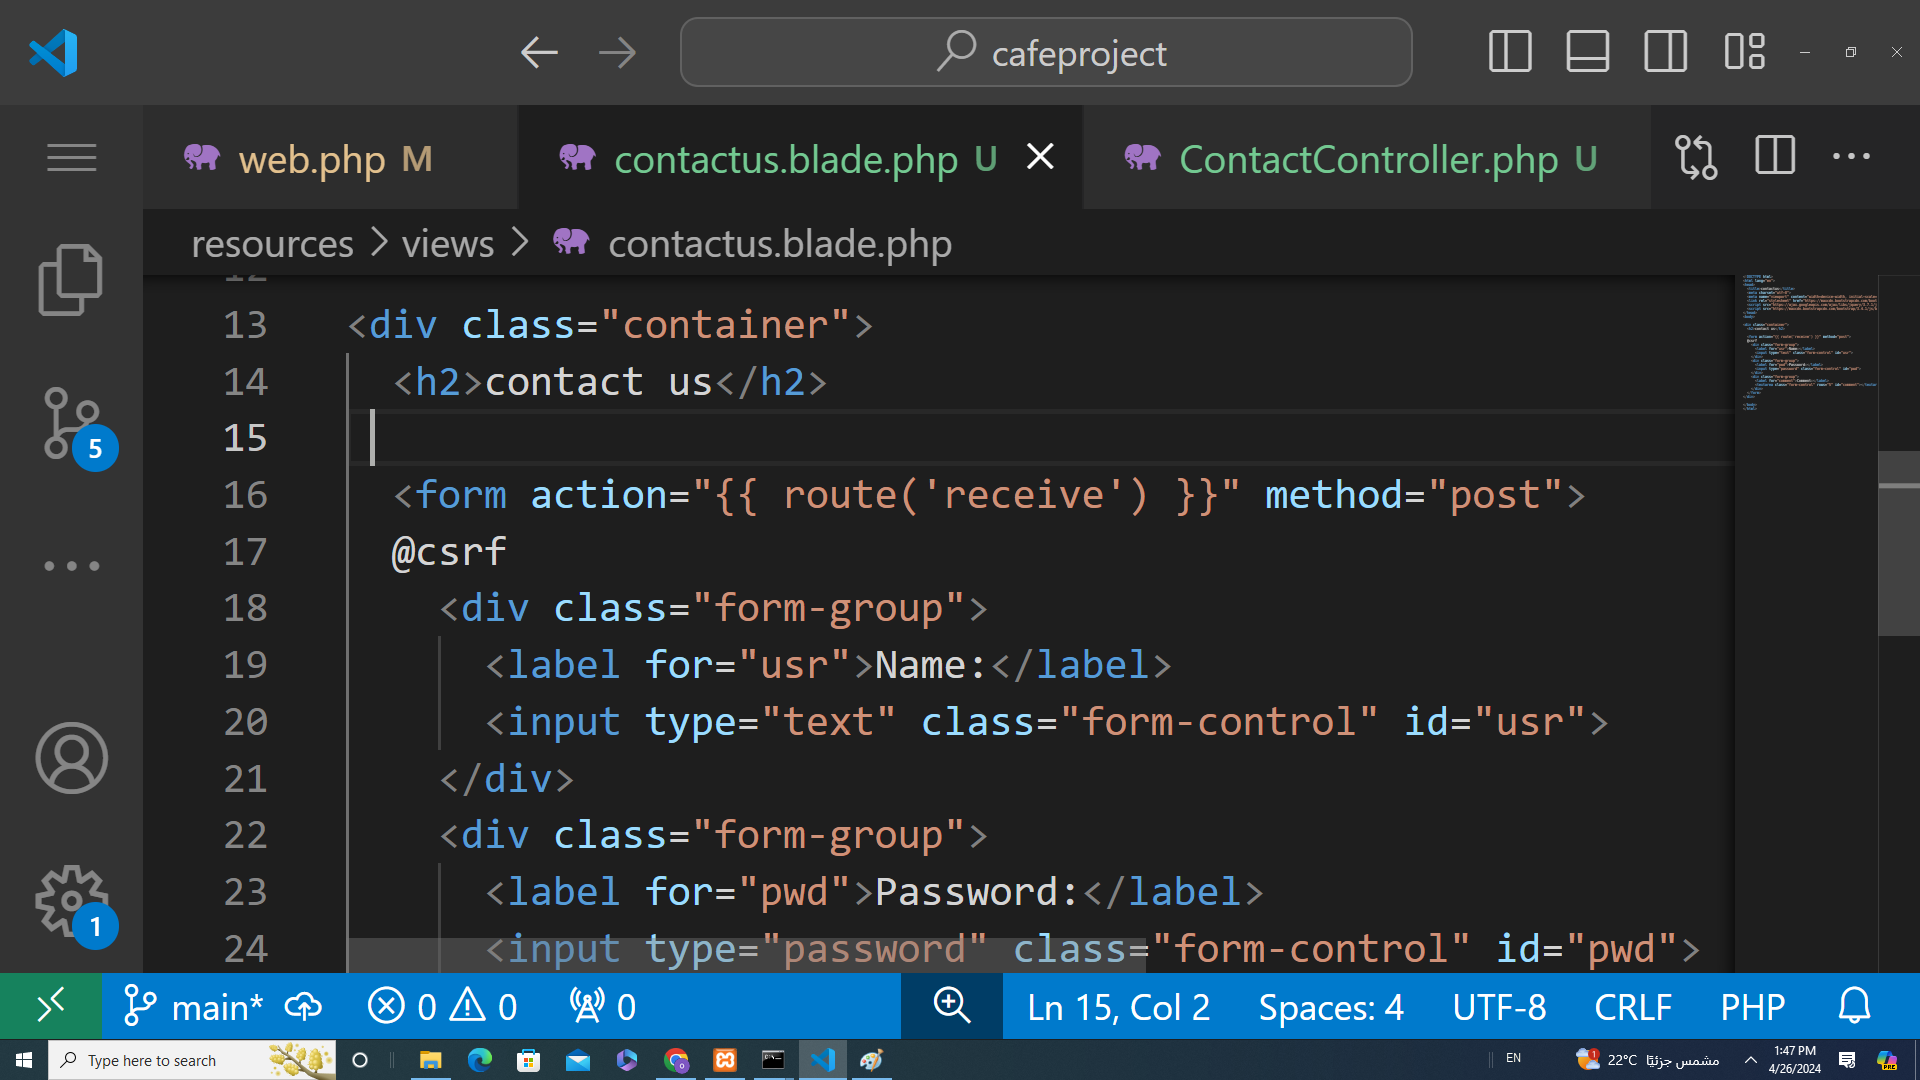 cafeproject
web.php M
contactus.blade.php U
ContactController.php U
resources > views > contactus.blade.php
12
13 <div class="container">
14 <h2>contact us</h2>
15
16 <form action="{{ route('receive') }}" method="post">
17 @csrf
18 <div class="form-group">
19 <label for="usr">Name:</label>
20 <input type="text" class="form-control" id="usr">
21 </div>
22 <div class="form-group">
23 <label for="pwd">Password:</label>
24 <input type="password" class="form-control" id="pwd">
5
1
main* 0 0 0 Ln 15, Col 2 Spaces: 4 UTF-8 CRLF PHP
Type here to search
EN
1
22°C مشمس جزئيًا
1:47 PM
4/26/2024
PRE